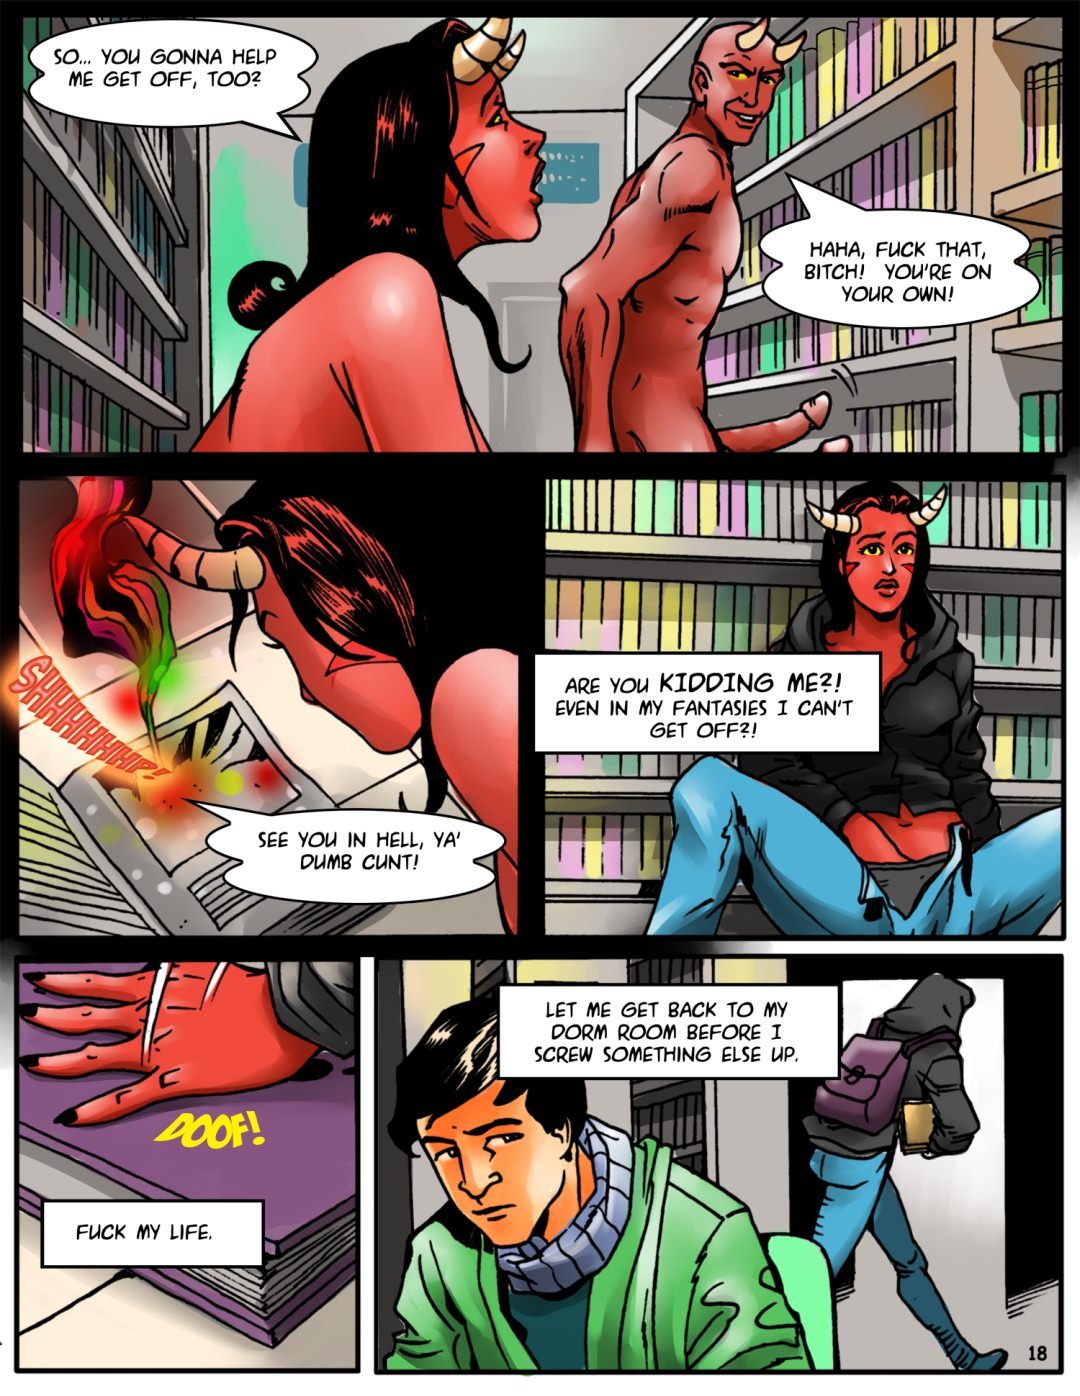 SO... YOU GONNA HELP
ME GET OFF, TOO?
HAHA, FUCK THAT,
BITCH! YOU'RE ON
YOUR OWN!
SHHHHHHHP!
SEE YOU IN HELL, YA'
DUMB CUNT!
ARE YOU KIDDING ME?!
EVEN IN MY FANTASIES I CAN'T
GET OFF?!
DOOF!
FUCK MY LIFE.
LET ME GET BACK TO MY
DORM ROOM BEFORE I
SCREW SOMETHING ELSE UP.
18